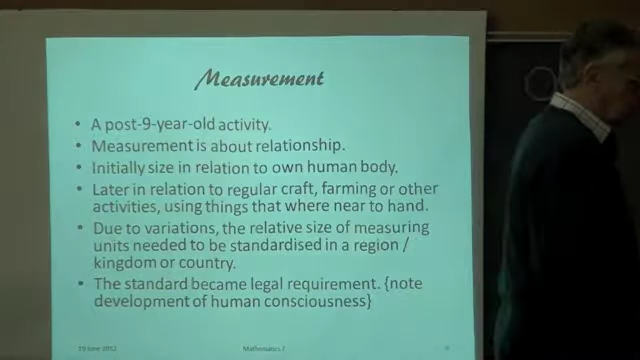 Measurement
• A post-9-year-old activity.
• Measurement is about relationship.
• Initially size in relation to own human body.
• Later in relation to regular craft, farming or other
activities, using things that where near to hand.
• Due to variations, the relative size of measuring
units needed to be standardised in a region /
kingdom or country.
• The standard became legal requirement. {note
development of human consciousness}
19 June 2012 Mathematics 7